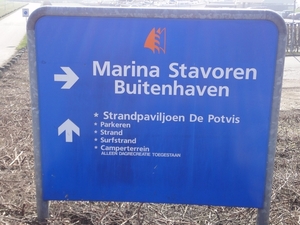 Marina Stavoren
Buitenhaven
* Strandpaviljoen De Potvis
* Parkeren
* Strand
* Surfstrand
* Camperterrein
ALLEEN DAGRECREATIE TOEGESTAAN